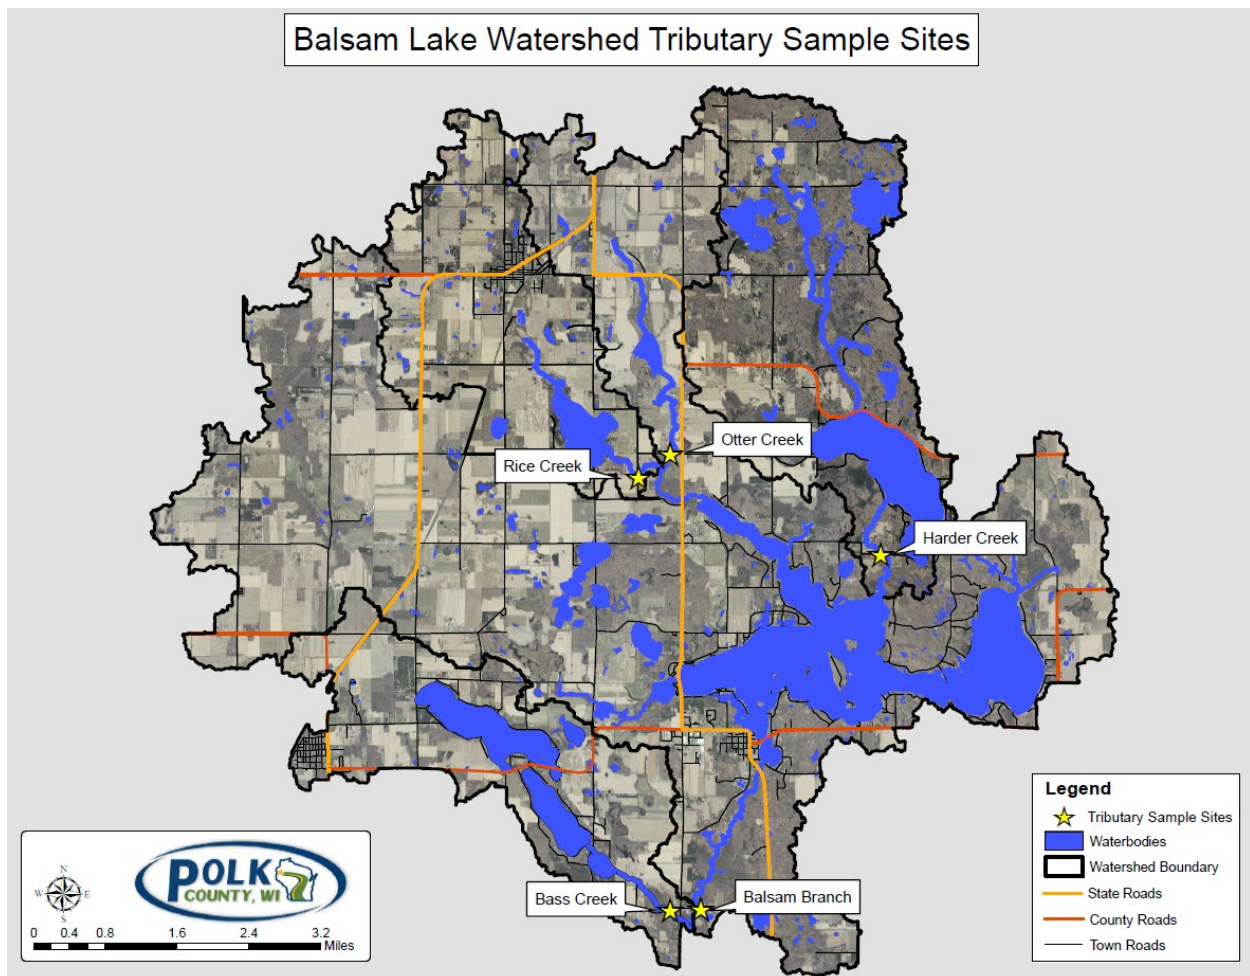 Balsam Lake Watershed Tributary Sample Sites
Otter Creek
Rice Creek
Harder Creek
Bass Creek
Balsam Branch
Legend
Tributary Sample Sites
Waterbodies
Watershed Boundary
State Roads
County Roads
Town Roads
N
W E
S
POLK
COUNTY, WI
0 0.4 0.8 1.6 2.4 3.2
Miles